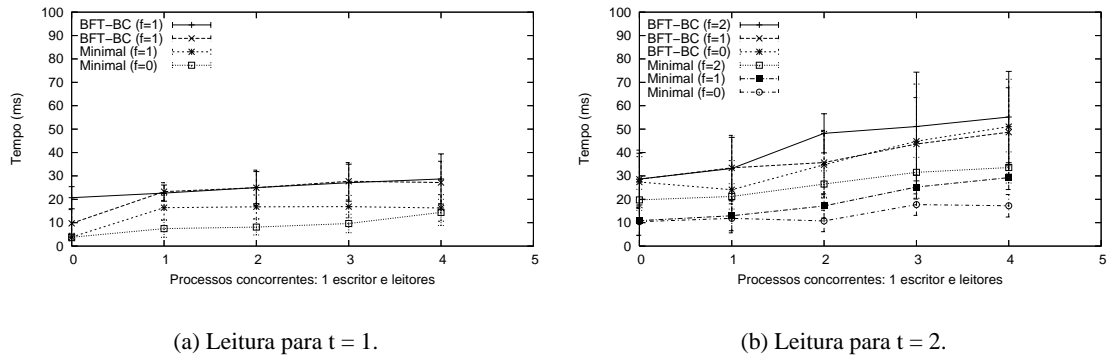 BFT-BC (f=1)
BFT-BC (f=1)
Minimal (f=1)
Minimal (f=0)
100
90
80
70
60
50
40
30
20
10
0
Tempo (ms)
0 1 2 3 4 5
Processos concorrentes: 1 escritor e leitores
(a) Leitura para t = 1.
BFT-BC (f=2)
BFT-BC (f=1)
BFT-BC (f=0)
Minimal (f=2)
Minimal (f=1)
Minimal (f=0)
100
90
80
70
60
50
40
30
20
10
0
Tempo (ms)
0 1 2 3 4 5
Processos concorrentes: 1 escritor e leitores
(b) Leitura para t = 2.